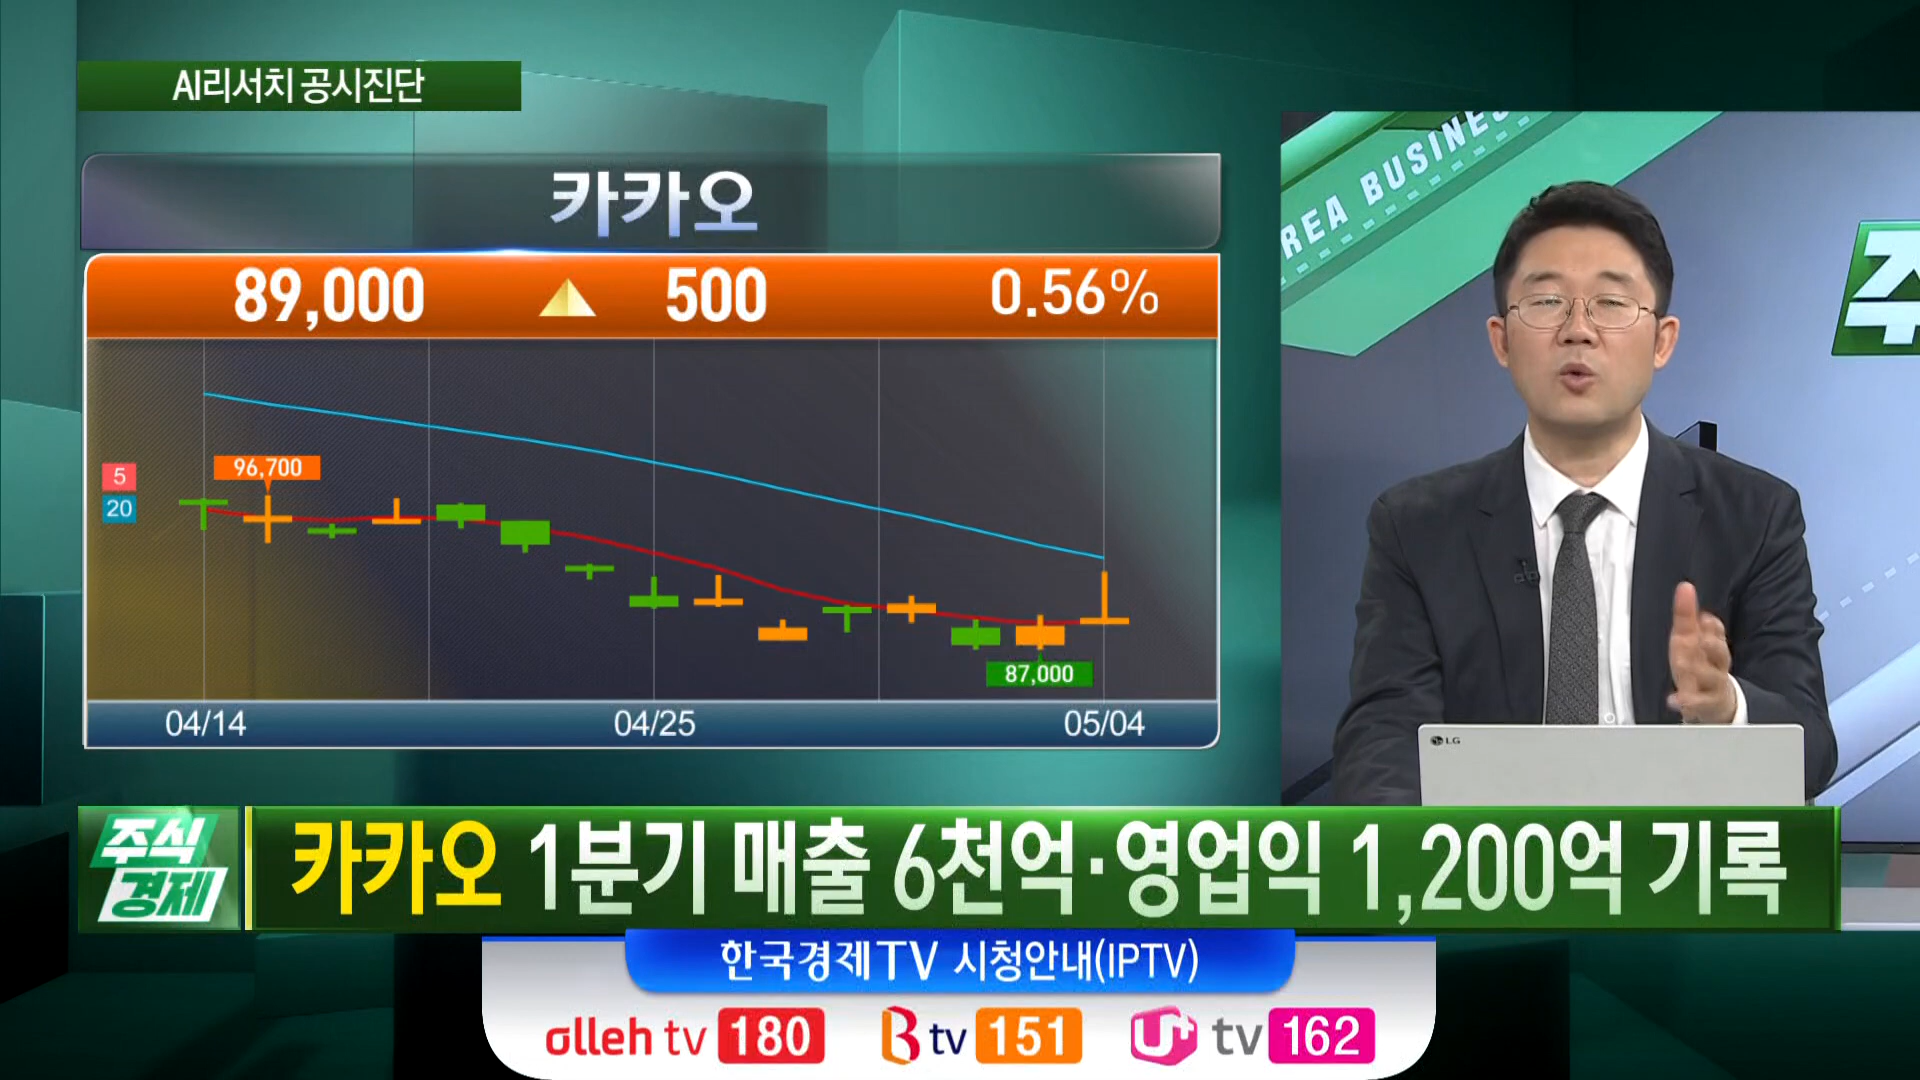 AI리서치 공시진단
카카오
89,000 ▲ 500 0.56%
5
20
96,700
87,000
04/14 04/25 05/04
REA BUSINE
주
LG
주식
경제
카카오 1분기 매출 6천억·영업익 1,200억 기록
한국경제TV 시청안내(IPTV)
olleh tv 180 B tv 151 U+ tv 162